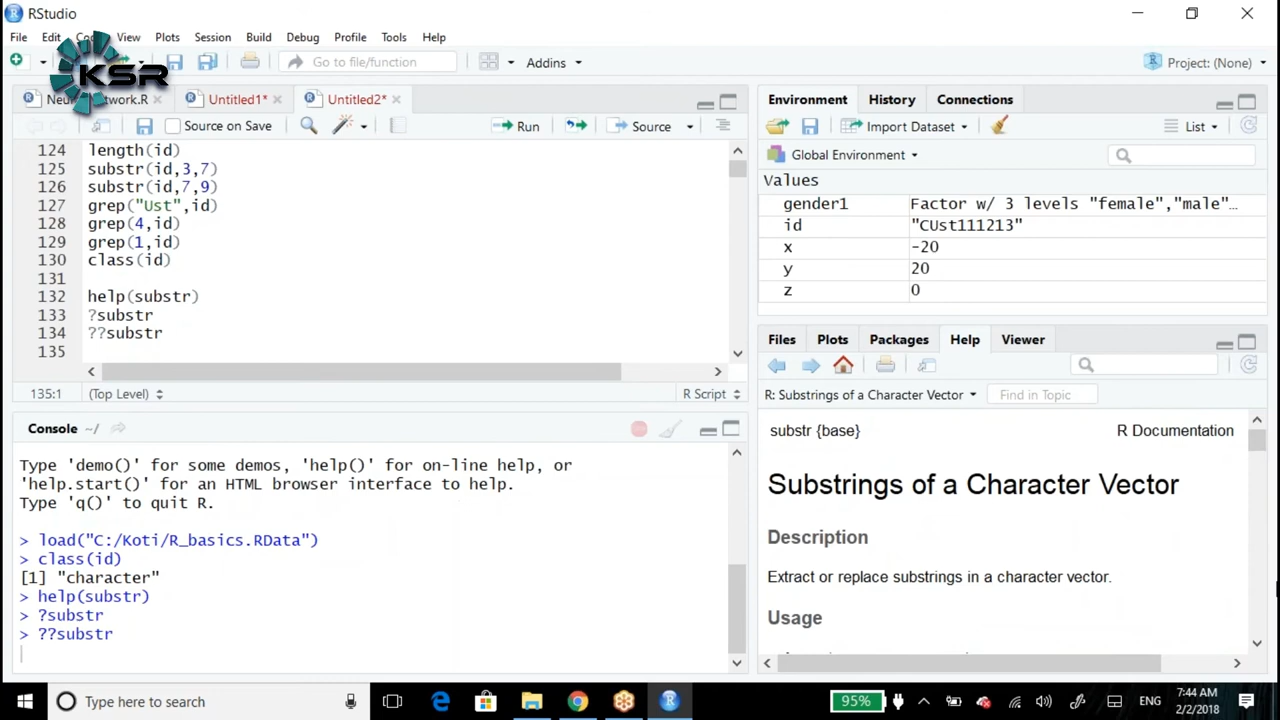 RStudio
File Edit View Plots Session Build Debug Profile Tools Help
KSR
Go to file/function
Addins
Project: (None)
Untitled1*
Untitled2*
Source on Save
Run
Source
124 length(id)
125 substr(id,3,7)
126 substr(id,7,9)
127 grep("Ust",id)
128 grep(4,id)
129 grep(1,id)
130 class(id)
131
132 help(substr)
133 ?substr
134 ??substr
135
135:1 (Top Level) R Script
Console ~/
Type 'demo()' for some demos, 'help()' for on-line help, or
'help.start()' for an HTML browser interface to help.
Type 'q()' to quit R.
> load("C:/Koti/R_basics.RData")
> class(id)
[1] "character"
> help(substr)
> ?substr
> ??substr
Environment History Connections
Import Dataset
List
Global Environment
Values
gender1 Factor w/ 3 levels "female","male"…
id "CUst111213"
x -20
y 20
z 0
Files Plots Packages Help Viewer
R: Substrings of a Character Vector
Find in Topic
substr {base} R Documentation
Substrings of a Character Vector
Description
Extract or replace substrings in a character vector.
Usage
Type here to search
95%
ENG
7:44 AM
2/2/2018